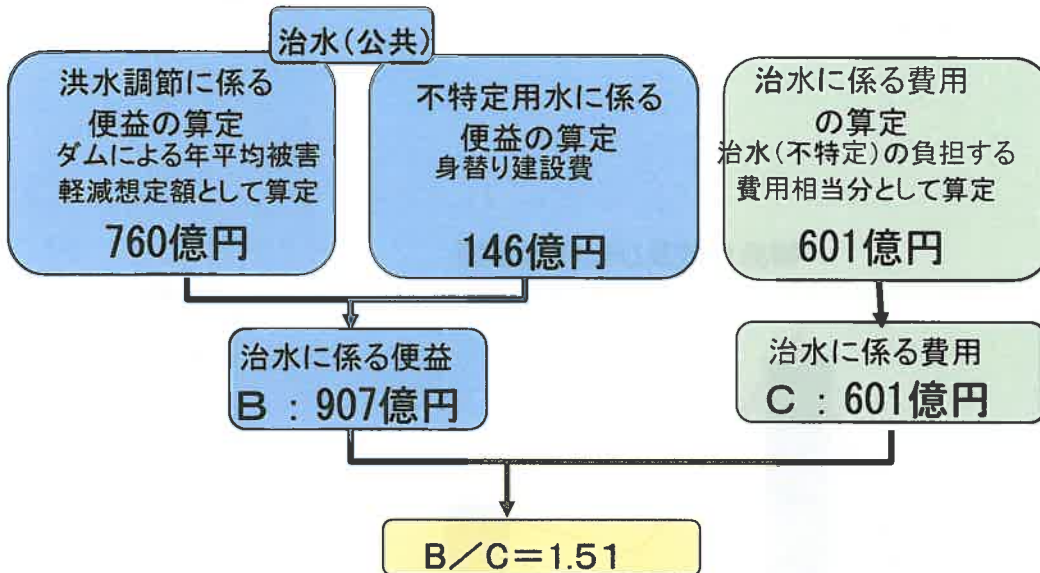 治水(公共)
洪水調節に係る
便益の算定
ダムによる年平均被害
軽減想定額として算定
760億円
不特定用水に係る
便益の算定
身替り建設費
146億円
治水に係る費用
の算定
治水(不特定)の負担する
費用相当分として算定
601億円
治水に係る便益
B:907億円
治水に係る費用
C:601億円
B/C=1.51